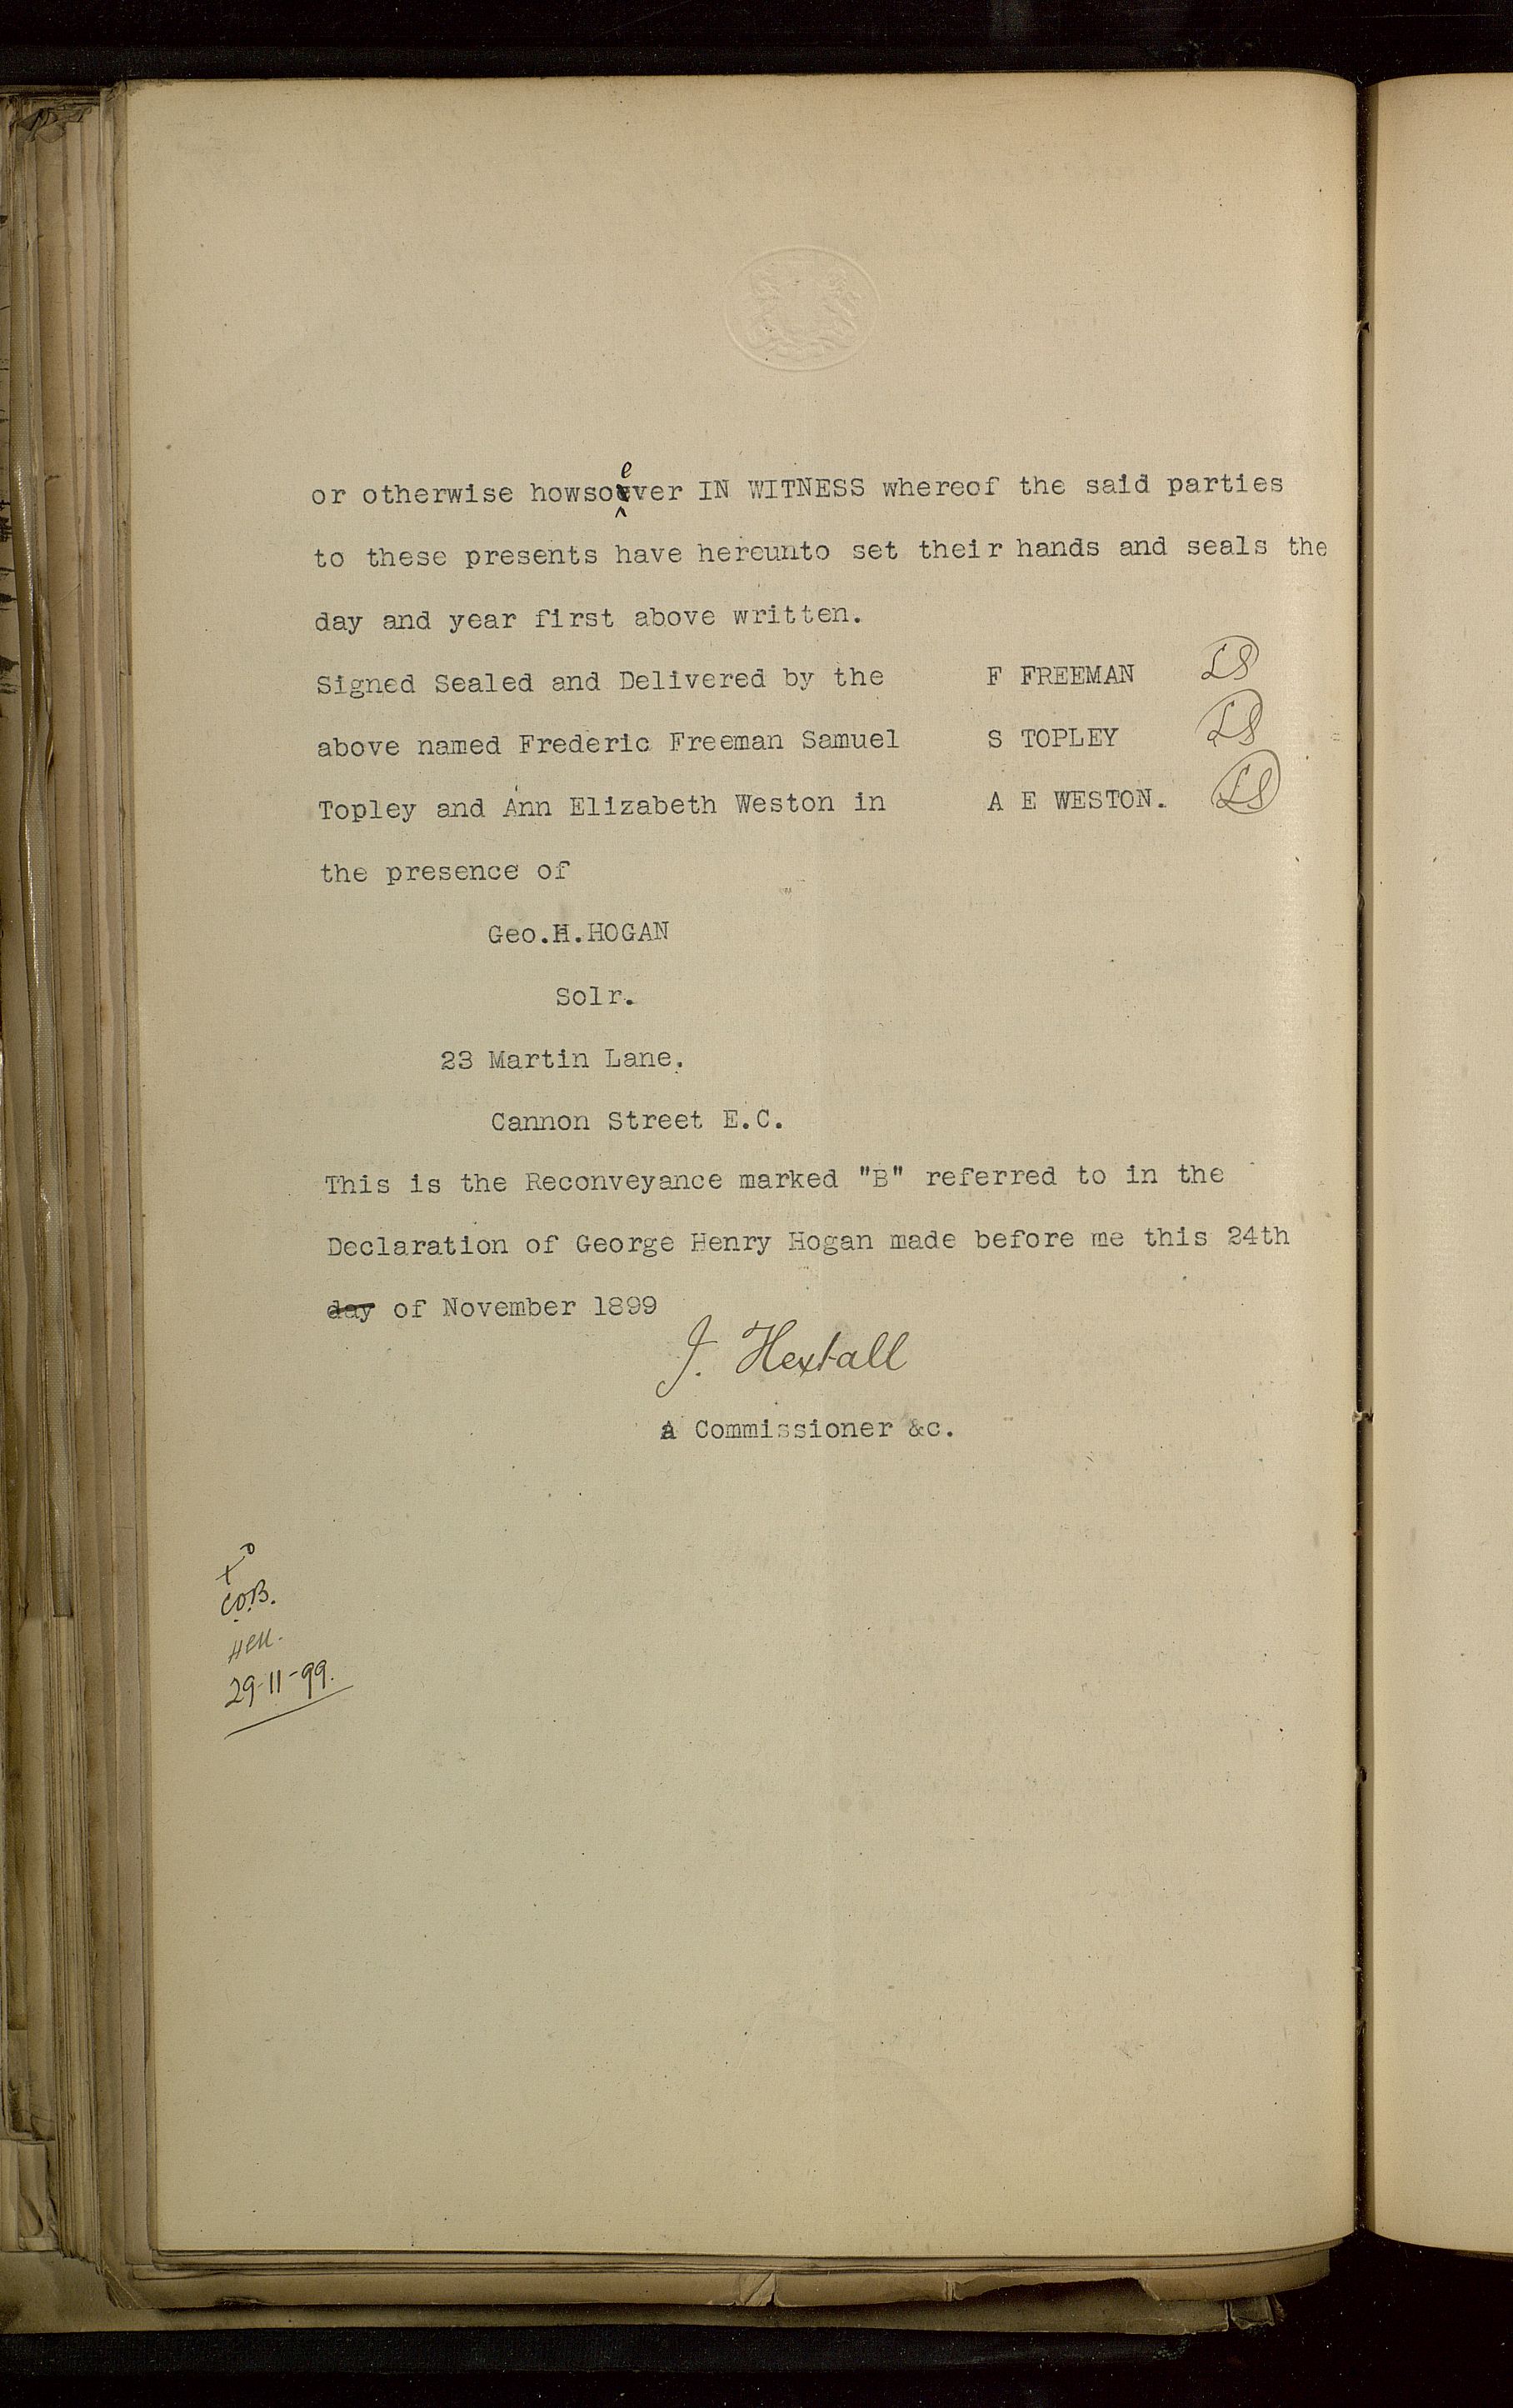 or otherwise howsoever IN WITNESS whereof the said parties
to these presents have hereunto set their hands and seals the
day and year first above written.
Signed Sealed and Delivered by the F FREEMAN LS
above named Frederic Freeman Samuel S TOPLEY LS
Topley and Ann Elizabeth Weston in A E WESTON. LS
the presence of
Geo.H.HOGAN
Solr.
23 Martin Lane.
Cannon Street E.C.
This is the Reconveyance marked "B" referred to in the
Declaration of George Henry Hogan made before me this 24th
day of November 1899
J. Hextall
A Commissioner &c.
29-11-99.